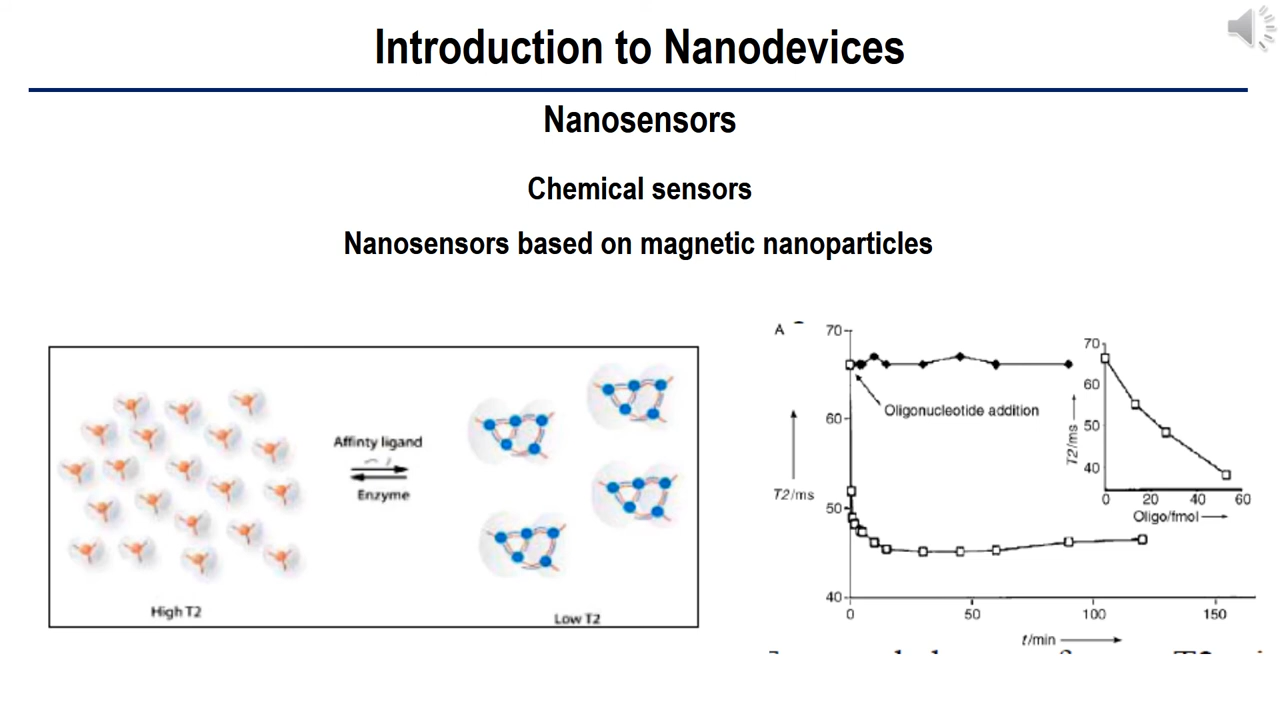 Introduction to Nanodevices
Nanosensors
Chemical sensors
Nanosensors based on magnetic nanoparticles
Affinty ligand
Enzyme
High T2
Low T2
A
70
60
50
40
T2/ms
Oligonucleotide addition
0
50
100
150
t/min
70
60
50
40
T2/ms
0
20
40
60
Oligo/fmol